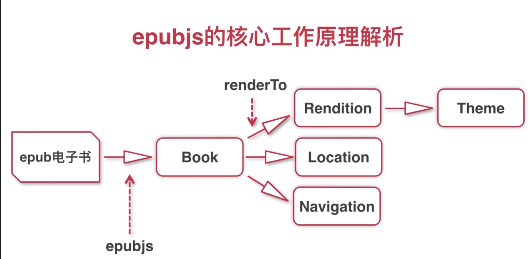 epubjs的核心工作原理解析
renderTo
Rendition
Theme
epub电子书
Book
Location
Navigation
epubjs